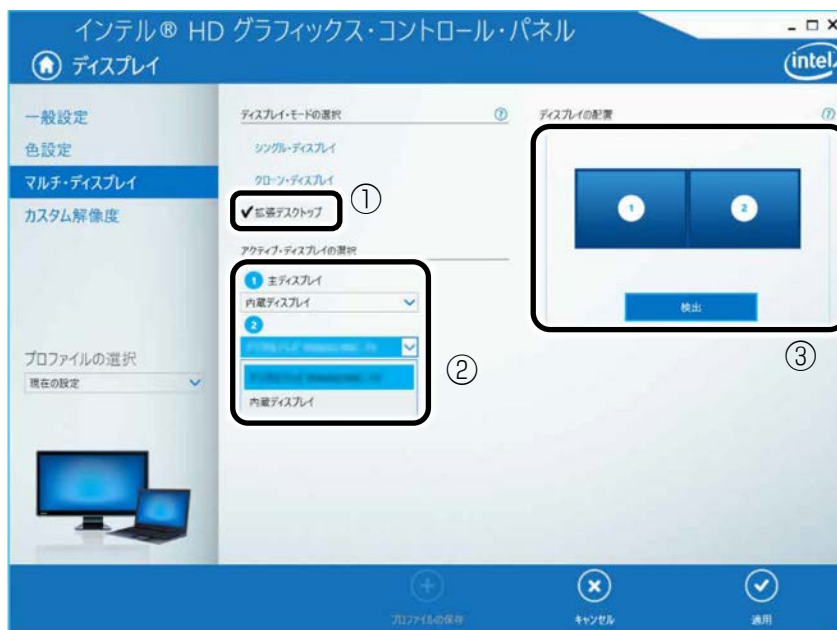 インテル® HD グラフィックス・コントロール・パネル
ディスプレイ
intel
一般設定
色設定
マルチ・ディスプレイ
カスタム解像度
プロファイルの選択
現在の設定
ディスプレイ・モードの選択
シングル・ディスプレイ
クローン・ディスプレイ
✔拡張デスクトップ
①
アクティブ・ディスプレイの選択
1 主ディスプレイ
内蔵ディスプレイ
2
内蔵ディスプレイ
②
ディスプレイの配置
1 2
検出
③
プロファイルの保存
キャンセル
適用